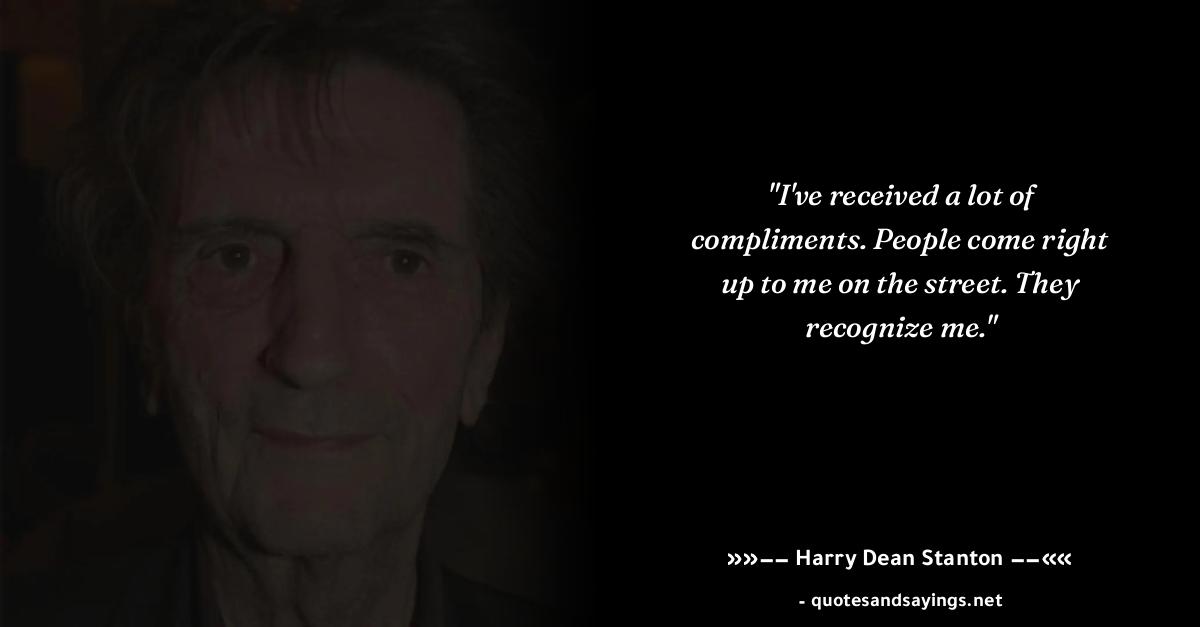 "I've received a lot of
compliments. People come right
up to me on the street. They
recognize me."
»»−− Harry Dean Stanton −−««
- quotesandsayings.net